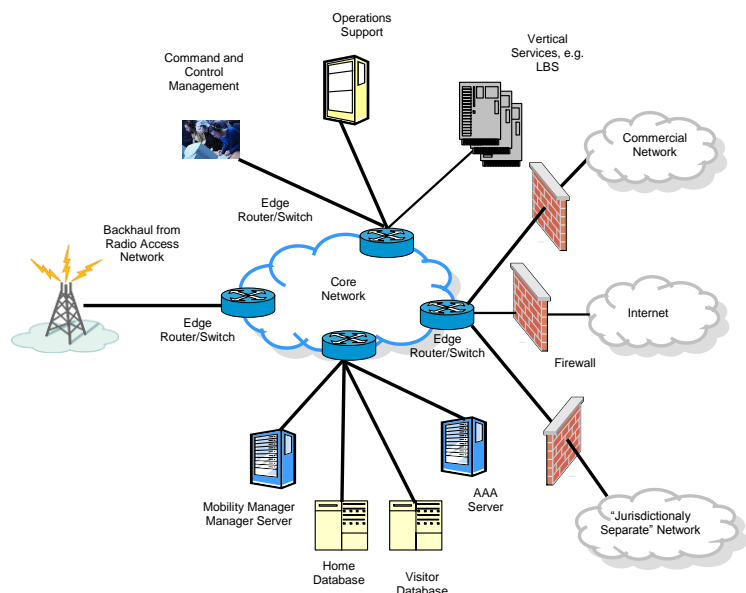 Operations
Support
Command and
Control
Management
Vertical
Services, e.g.
LBS
Commercial
Network
Edge
Router/Switch
Backhaul from
Radio Access
Network
Core
Network
Internet
Edge
Router/Switch
Edge
Router/Switch
Firewall
Mobility Manager
Manager Server
AAA
Server
"Jurisdictionaly
Separate" Network
Home
Database
Visitor
Database